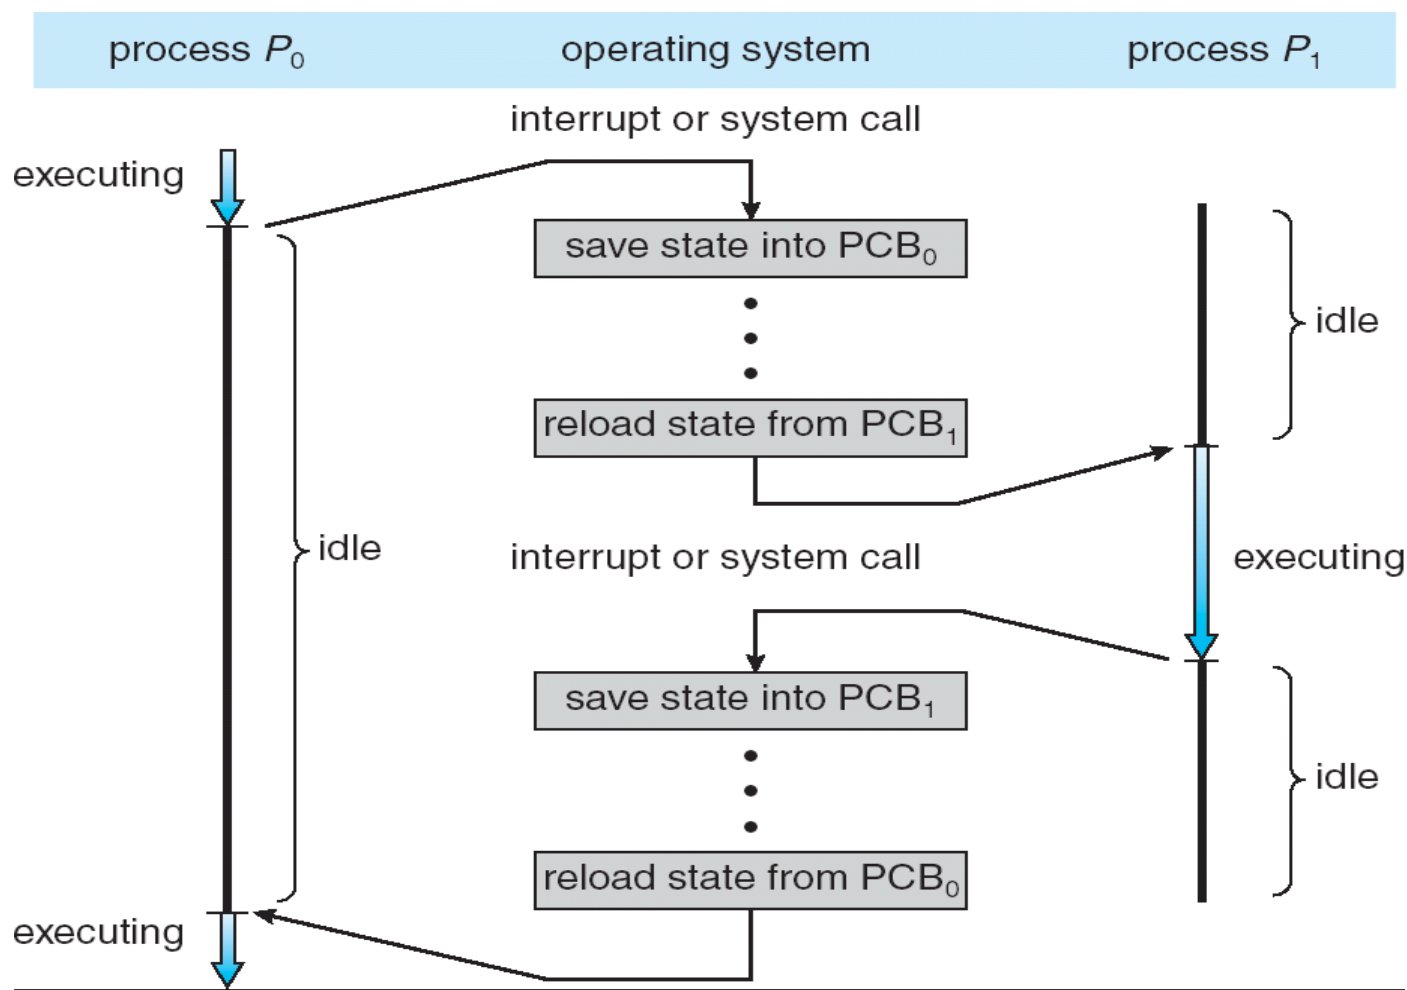 process P₀ operating system process P₁
interrupt or system call
executing
save state into PCB₀
idle
reload state from PCB₁
idle
interrupt or system call
executing
save state into PCB₁
idle
reload state from PCB₀
executing